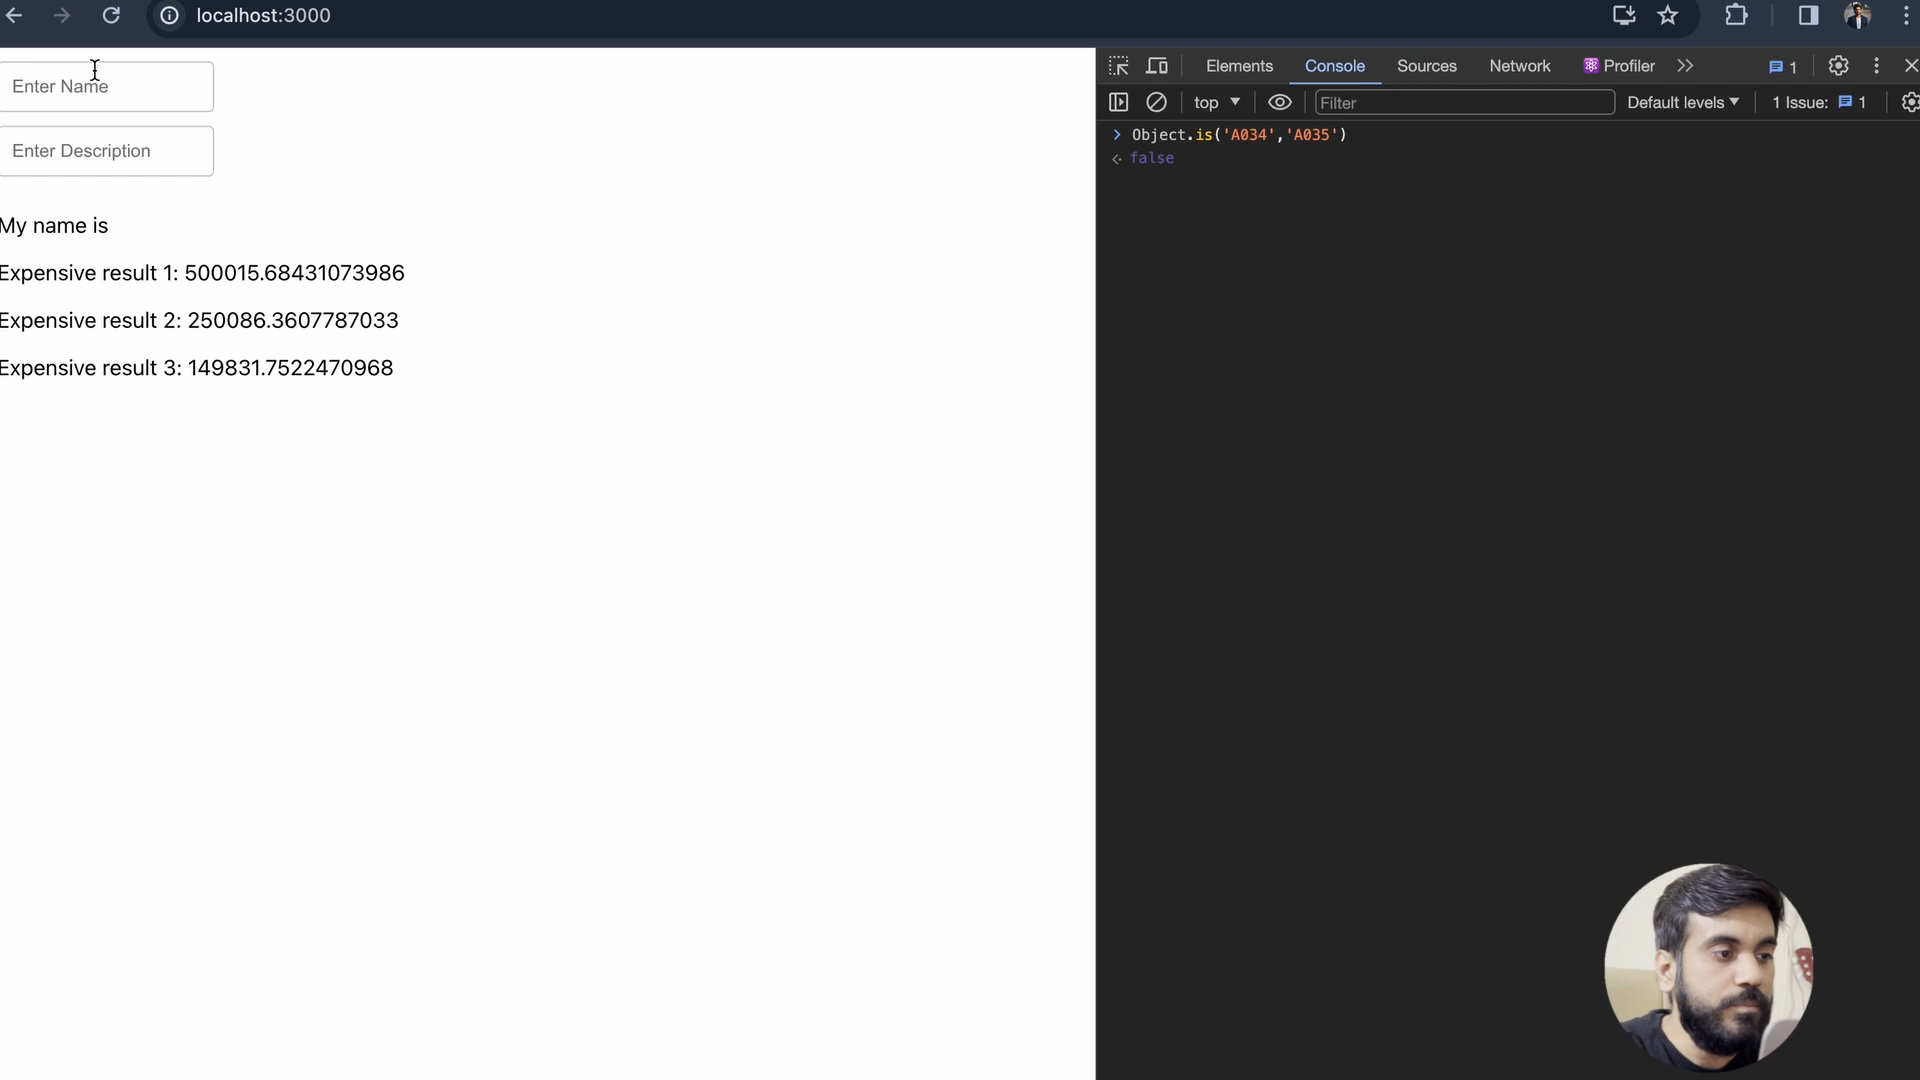 localhost:3000
Enter Name
Enter Description
My name is
Expensive result 1: 500015.68431073986
Expensive result 2: 250086.3607787033
Expensive result 3: 149831.7522470968
Elements Console Sources Network Profiler 1
top Filter Default levels 1 Issue: 1
Object.is('A034','A035')
false